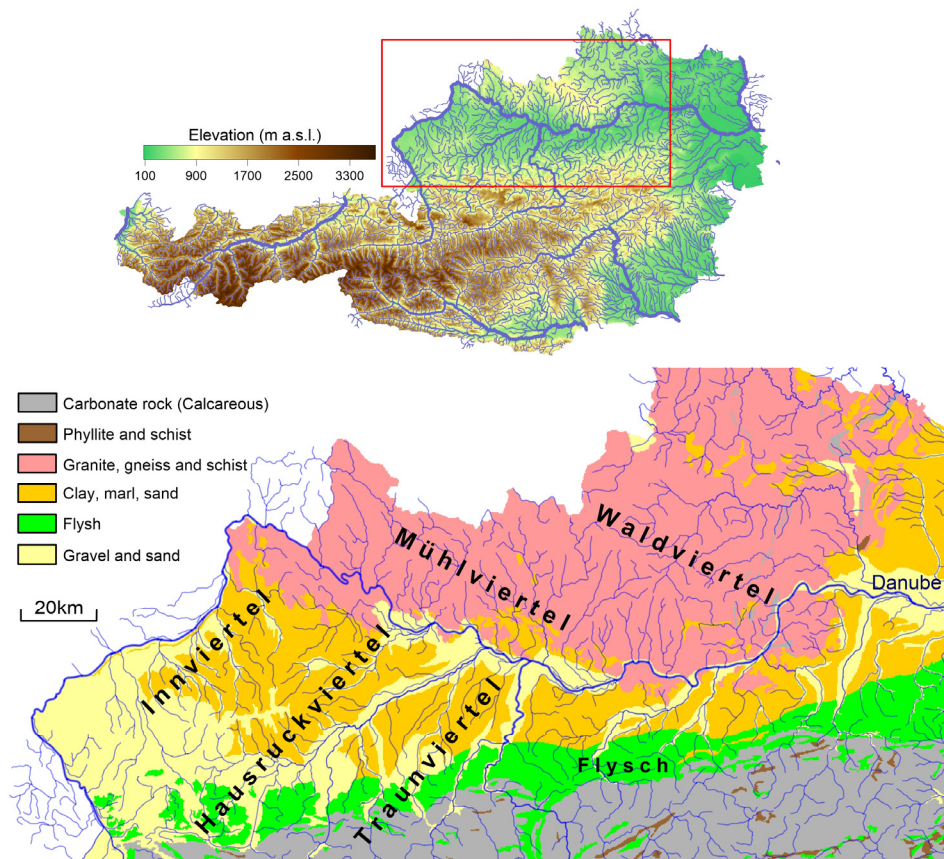 Elevation (m a.s.l.)
100 900 1700 2500 3300
Carbonate rock (Calcareous)
Phyllite and schist
Granite, gneiss and schist
Clay, marl, sand
Flysh
Gravel and sand
20km
Mühlviertel
Waldviertel
Danube
Innviertel
Hausruckviertel
Traunviertel
Flysch